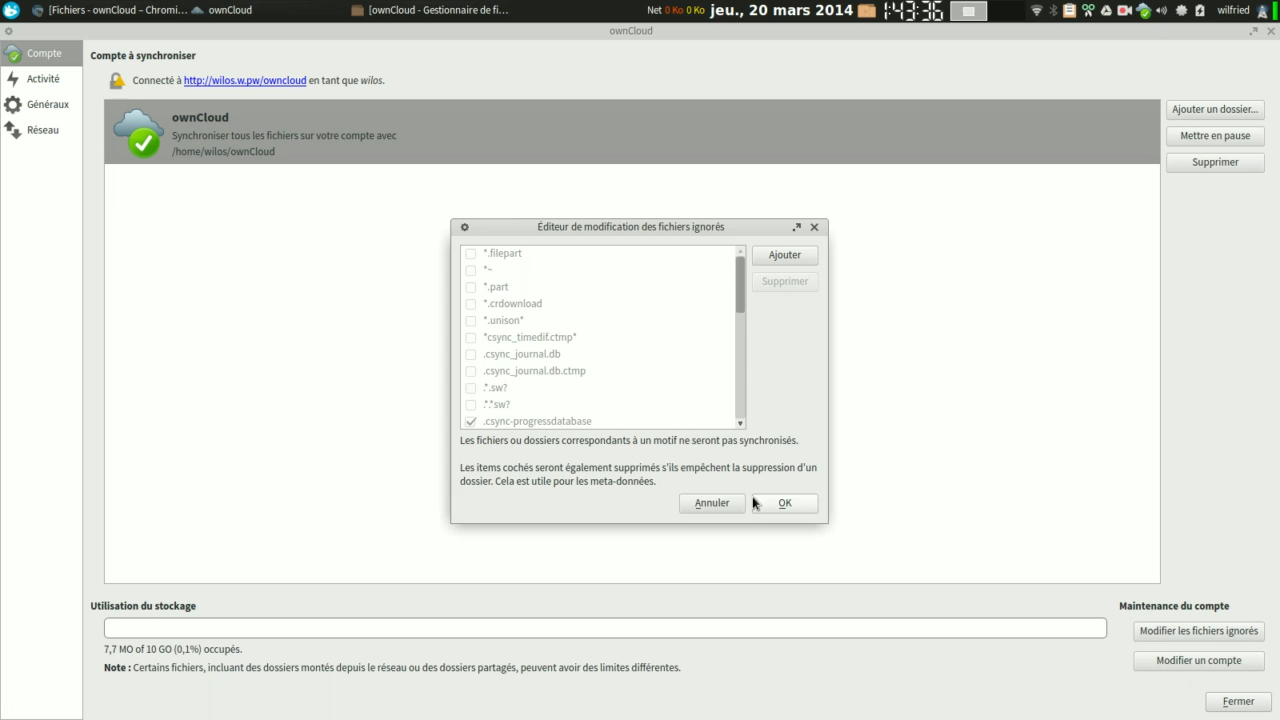 [Fichiers - ownCloud – Chromi...
ownCloud
[ownCloud - Gestionnaire de fi...
Net 0 Ko 0 Ko
jeu., 20 mars 2014
wilfried
ownCloud
Compte
Activité
Généraux
Réseau
Compte à synchroniser
Connecté à http://wilos.w.pw/owncloud en tant que wilos.
ownCloud
Synchroniser tous les fichiers sur votre compte avec
/home/wilos/ownCloud
Ajouter un dossier...
Mettre en pause
Supprimer
Éditeur de modification des fichiers ignorés
*.filepart
*~
*.part
*.crdownload
*.unison*
*csync_timedif.ctmp*
.csync_journal.db
.csync_journal.db.ctmp
.*.sw?
.*.*sw?
.csync-progressdatabase
Ajouter
Supprimer
Les fichiers ou dossiers correspondants à un motif ne seront pas synchronisés.
Les items cochés seront également supprimés s'ils empêchent la suppression d'un
dossier. Cela est utile pour les meta-données.
Annuler
OK
Utilisation du stockage
7,7 MO of 10 GO (0,1%) occupés.
Note : Certains fichiers, incluant des dossiers montés depuis le réseau ou des dossiers partagés, peuvent avoir des limites différentes.
Maintenance du compte
Modifier les fichiers ignorés
Modifier un compte
Fermer